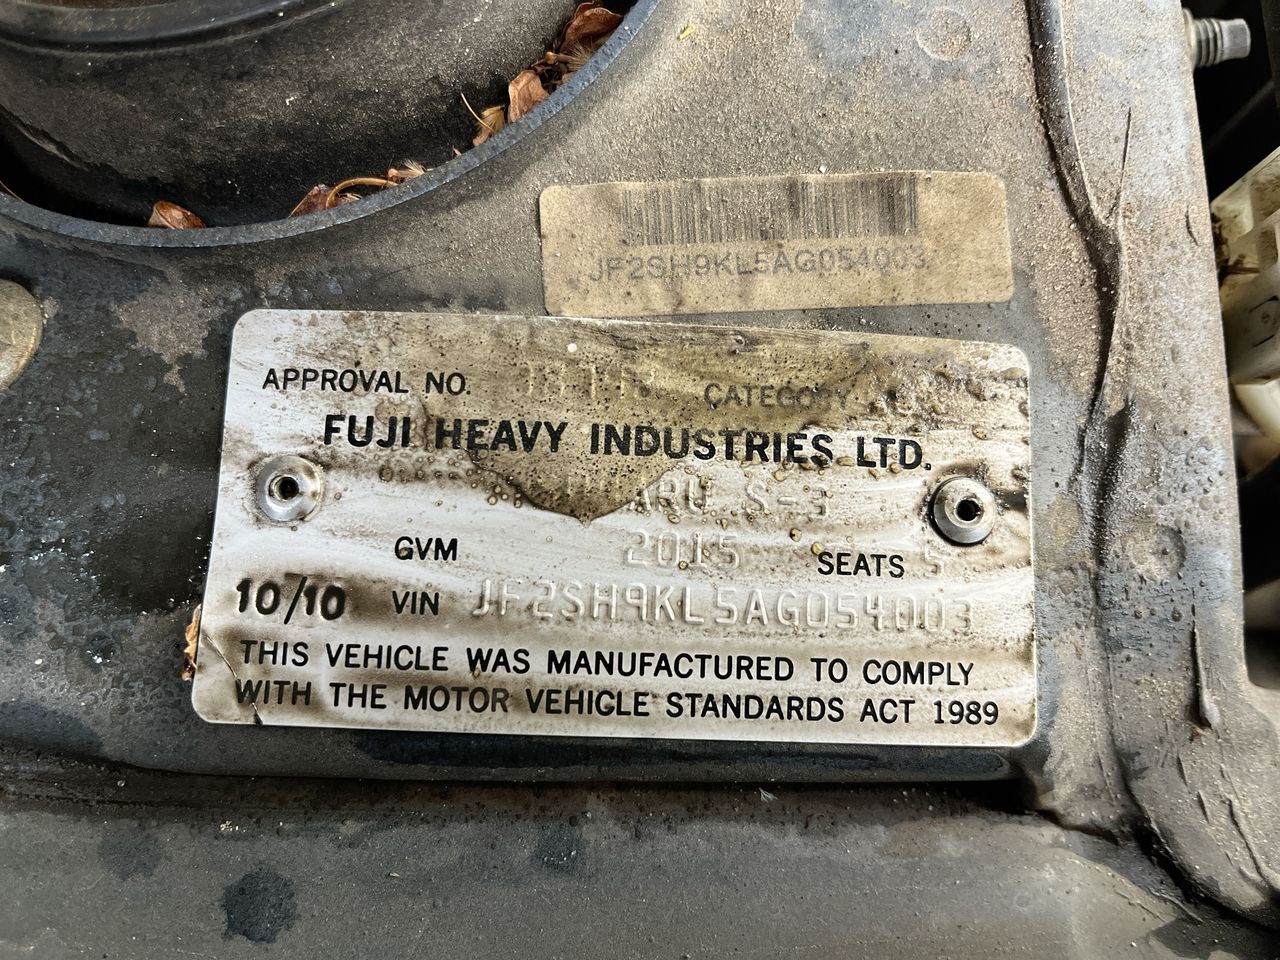 JF2SH9KL5AG054003
APPROVAL NO. CATEGORY
FUJI HEAVY INDUSTRIES LTD.
S-3
GVM 2015 SEATS 5
10/10 VIN JF2SH9KL5AG054003
THIS VEHICLE WAS MANUFACTURED TO COMPLY
WITH THE MOTOR VEHICLE STANDARDS ACT 1989